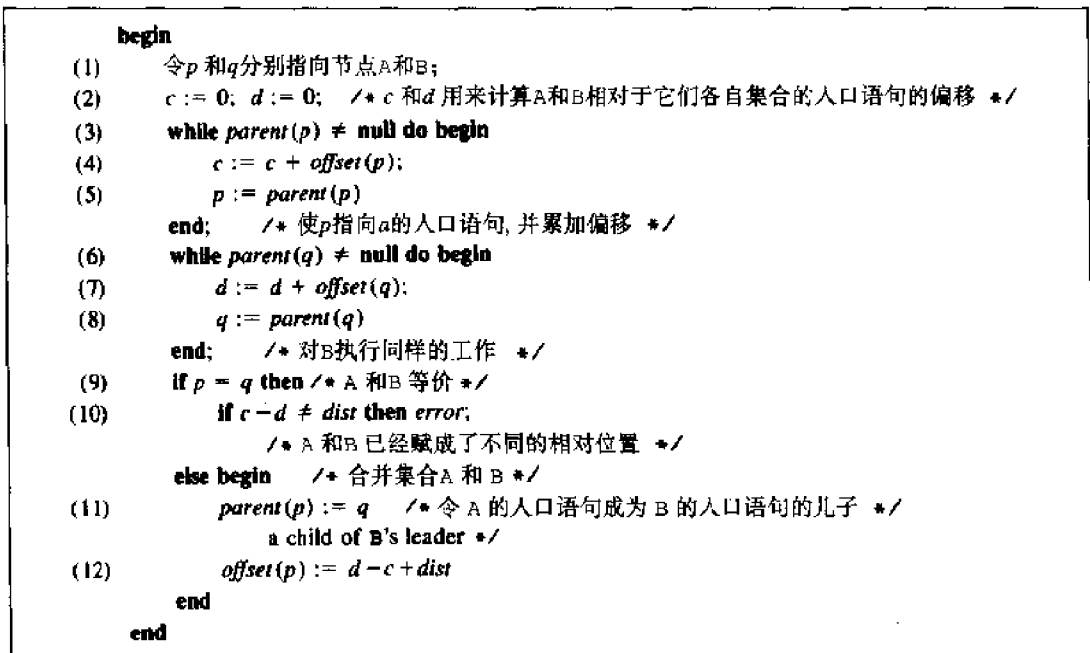 begin
(1) 令p 和q分别指向节点A和B;
(2) c := 0; d := 0; /* c 和d 用来计算A和B相对于它们各自集合的人口语句的偏移 */
(3) while parent(p) ≠ null do begin
(4) c := c + offset(p);
(5) p := parent(p)
end; /* 使p指向a的人口语句, 并累加偏移 */
(6) while parent(q) ≠ null do begin
(7) d := d + offset(q);
(8) q := parent(q)
end; /* 对B执行同样的工作 */
(9) if p = q then /* A 和B 等价 */
(10) if c − d ≠ dist then error;
/* A 和B 已经赋成了不同的相对位置 */
else begin /* 合并集合A 和 B */
(11) parent(p) := q /* 令 A 的人口语句成为 B 的人口语句的儿子 */
a child of B's leader */
(12) offset(p) := d − c + dist
end
end